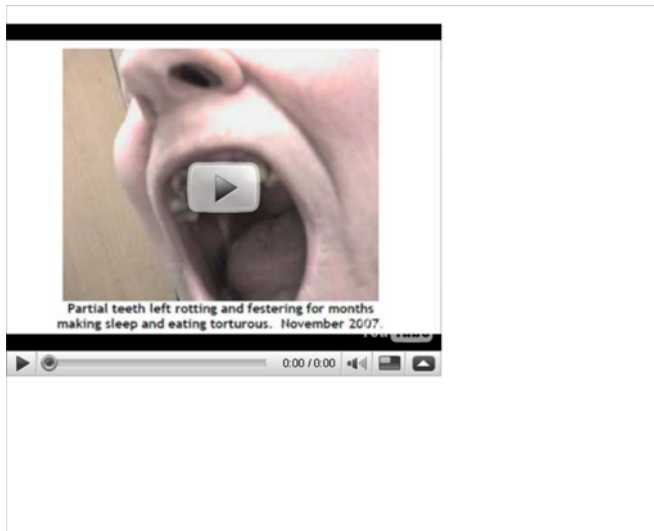 Partial teeth left rotting and festering for months
making sleep and eating torturous.  November 2007.
YouTube
0:00 / 0:00